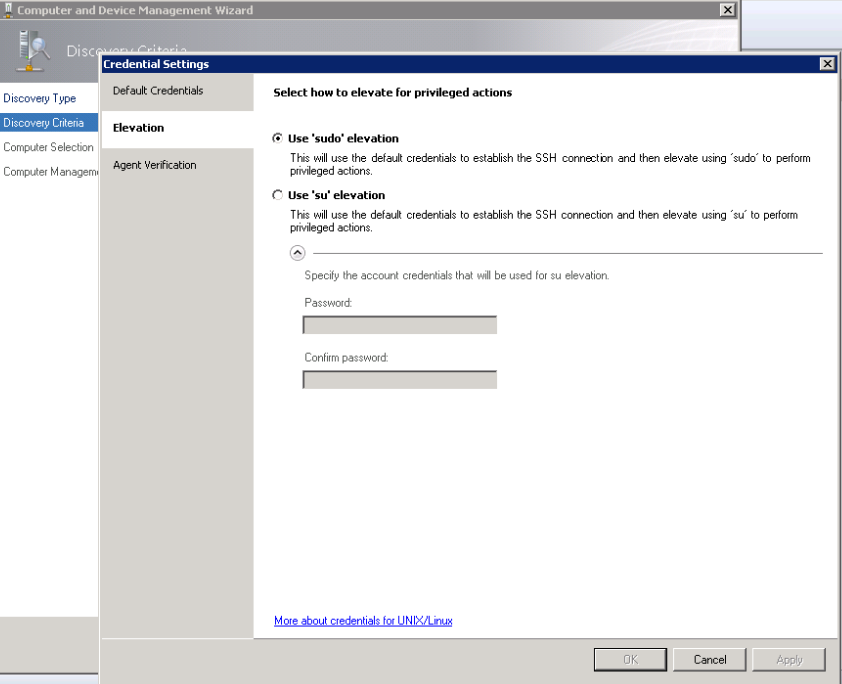 Computer and Device Management Wizard
Discovery Criteria
Credential Settings
Discovery Type
Discovery Criteria
Computer Selection
Computer Managem
Default Credentials
Elevation
Agent Verification
Select how to elevate for privileged actions
Use 'sudo' elevation
This will use the default credentials to establish the SSH connection and then elevate using ´sudo´ to perform
privileged actions.
Use 'su' elevation
This will use the default credentials to establish the SSH connection and then elevate using ´su´ to perform
privileged actions.
Specify the account credentials that will be used for su elevation.
Password:
Confirm password:
More about credentials for UNIX/Linux
OK
Cancel
Apply